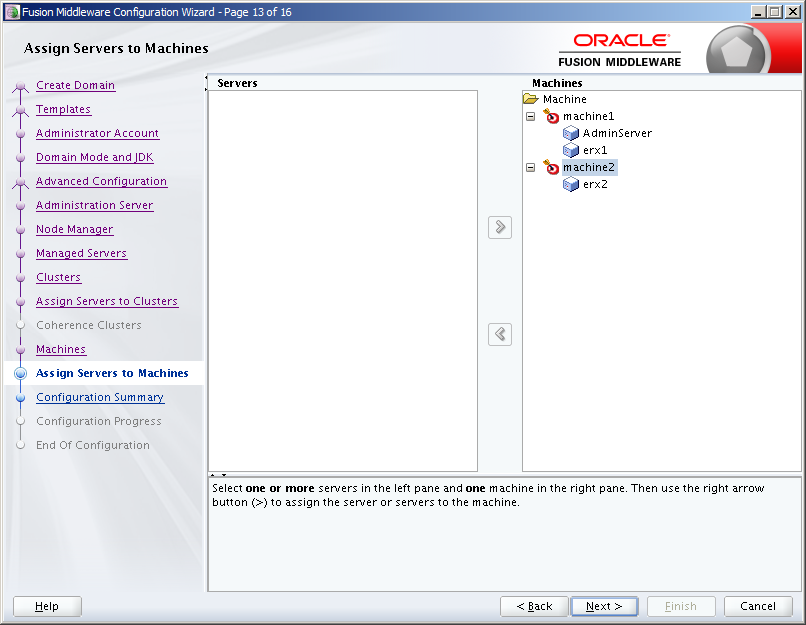 Fusion Middleware Configuration Wizard - Page 13 of 16
Assign Servers to Machines
ORACLE
FUSION MIDDLEWARE
Create Domain
Templates
Administrator Account
Domain Mode and JDK
Advanced Configuration
Administration Server
Node Manager
Managed Servers
Clusters
Assign Servers to Clusters
Coherence Clusters
Machines
Assign Servers to Machines
Configuration Summary
Configuration Progress
End Of Configuration
Servers
Machines
Machine
machine1
AdminServer
erx1
machine2
erx2
Select one or more servers in the left pane and one machine in the right pane. Then use the right arrow
button (>) to assign the server or servers to the machine.
Help
< Back
Next >
Finish
Cancel